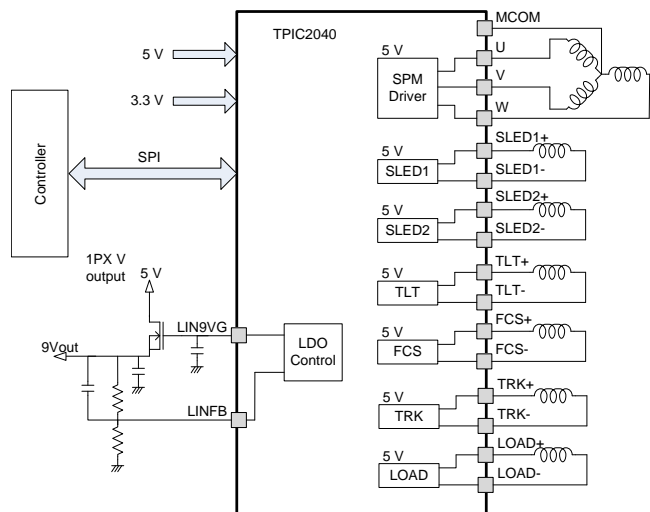 MCOM
TPIC2040
5 V
SPM
Driver
U
V
W
5 V
3.3 V
SPI
Controller
5 V
SLED1
SLED1+
SLED1-
5 V
SLED2
SLED2+
SLED2-
5 V
TLT
TLT+
TLT-
5 V
FCS
FCS+
FCS-
5 V
TRK
TRK+
TRK-
5 V
LOAD
LOAD+
LOAD-
1PX V
output
5 V
9Vout
LIN9VG
LINFB
LDO
Control